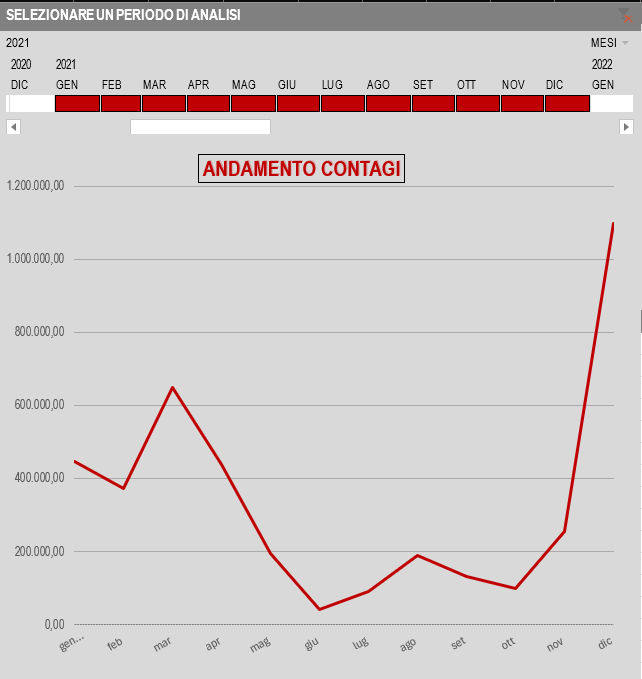 SELEZIONARE UN PERIODO DI ANALISI
2021 MESI
2020 2021 2022
DIC GEN FEB MAR APR MAG GIU LUG AGO SET OTT NOV DIC GEN
ANDAMENTO CONTAGI
1.200.000,00
1.000.000,00
800.000,00
600.000,00
400.000,00
200.000,00
0,00
gen... feb mar apr mag giu lug ago set ott nov dic